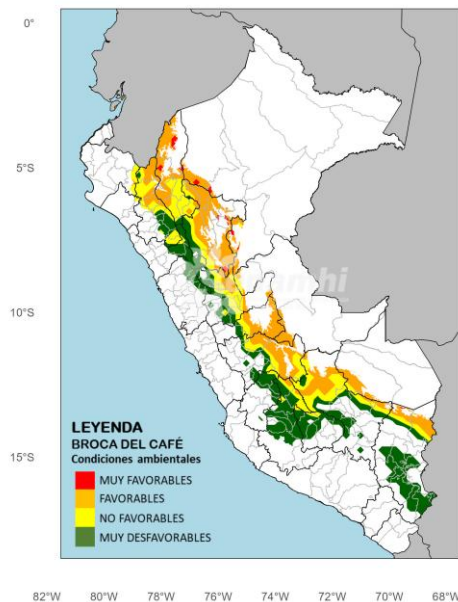 0°
5°S
10°S
15°S
LEYENDA
BROCA DEL CAFÉ
Condiciones ambientales
MUY FAVORABLES
FAVORABLES
NO FAVORABLES
MUY DESFAVORABLES
82°W 80°W 78°W 76°W 74°W 72°W 70°W 68°W